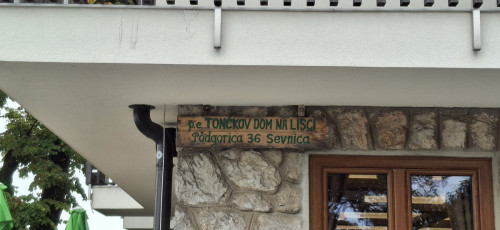 p.e. TONČKOV DOM NA LISCI
Podgorica 36 Sevnica